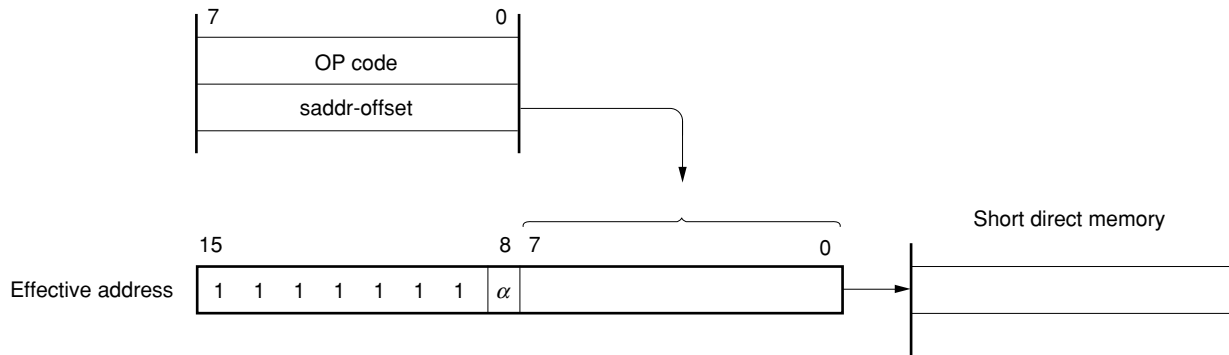 7 0
OP code
saddr-offset
Short direct memory
15 8 7 0
Effective address 1 1 1 1 1 1 1 α